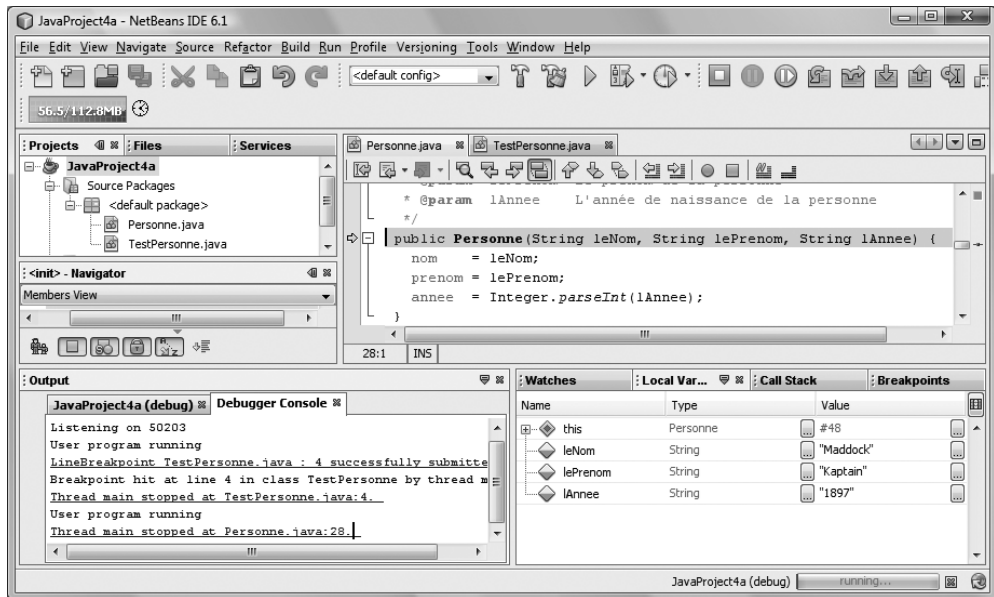 JavaProject4a - NetBeans IDE 6.1
File Edit View Navigate Source Refactor Build Run Profile Versioning Tools Window Help
<default config>
56.5/112.8MB
Projects Files Services
JavaProject4a
Source Packages
<default package>
Personne.java
TestPersonne.java
<init> - Navigator
Members View
Personne.java TestPersonne.java
* @param lAnnee L'année de naissance de la personne
*/
public Personne(String leNom, String lePrenom, String lAnnee) {
nom = leNom;
prenom = lePrenom;
annee = Integer.parseInt(lAnnee);
}
28:1 INS
Output
JavaProject4a (debug) Debugger Console
Listening on 50203
User program running
LineBreakpoint TestPersonne.java : 4 successfully submitte
Breakpoint hit at line 4 in class TestPersonne by thread m
Thread main stopped at TestPersonne.java:4.
User program running
Thread main stopped at Personne.java:28.
Watches Local Var... Call Stack Breakpoints
Name Type Value
this Personne #48
leNom String "Maddock"
lePrenom String "Kaptain"
lAnnee String "1897"
JavaProject4a (debug) running...